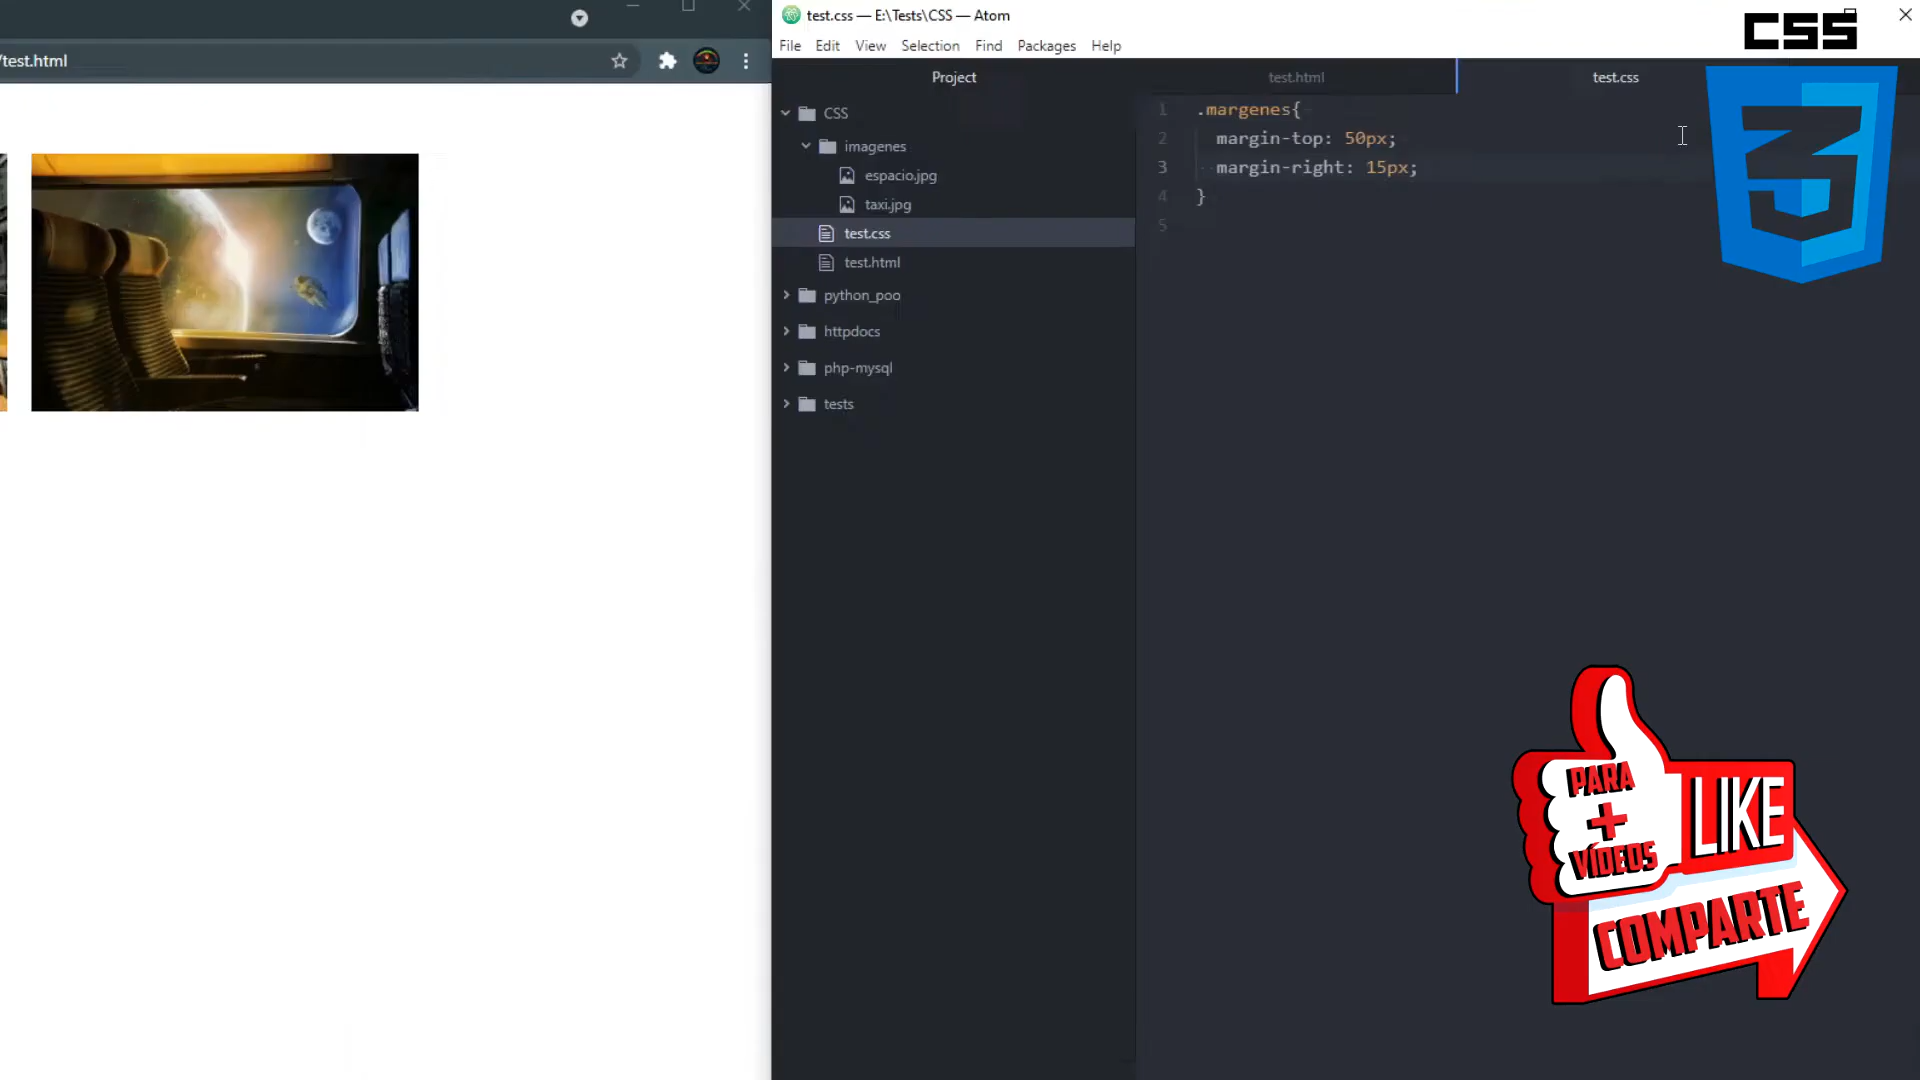 /test.html
test.css — E:\Tests\CSS — Atom
File Edit View Selection Find Packages Help
Project
CSS
imagenes
espacio.jpg
taxi.jpg
test.css
test.html
python_poo
httpdocs
php-mysql
tests
test.html
test.css
1 .margenes{
2 margin-top: 50px;
3 margin-right: 15px;
4 }
5
CSS
3
PARA
+
VÍDEOS
LIKE
COMPARTE